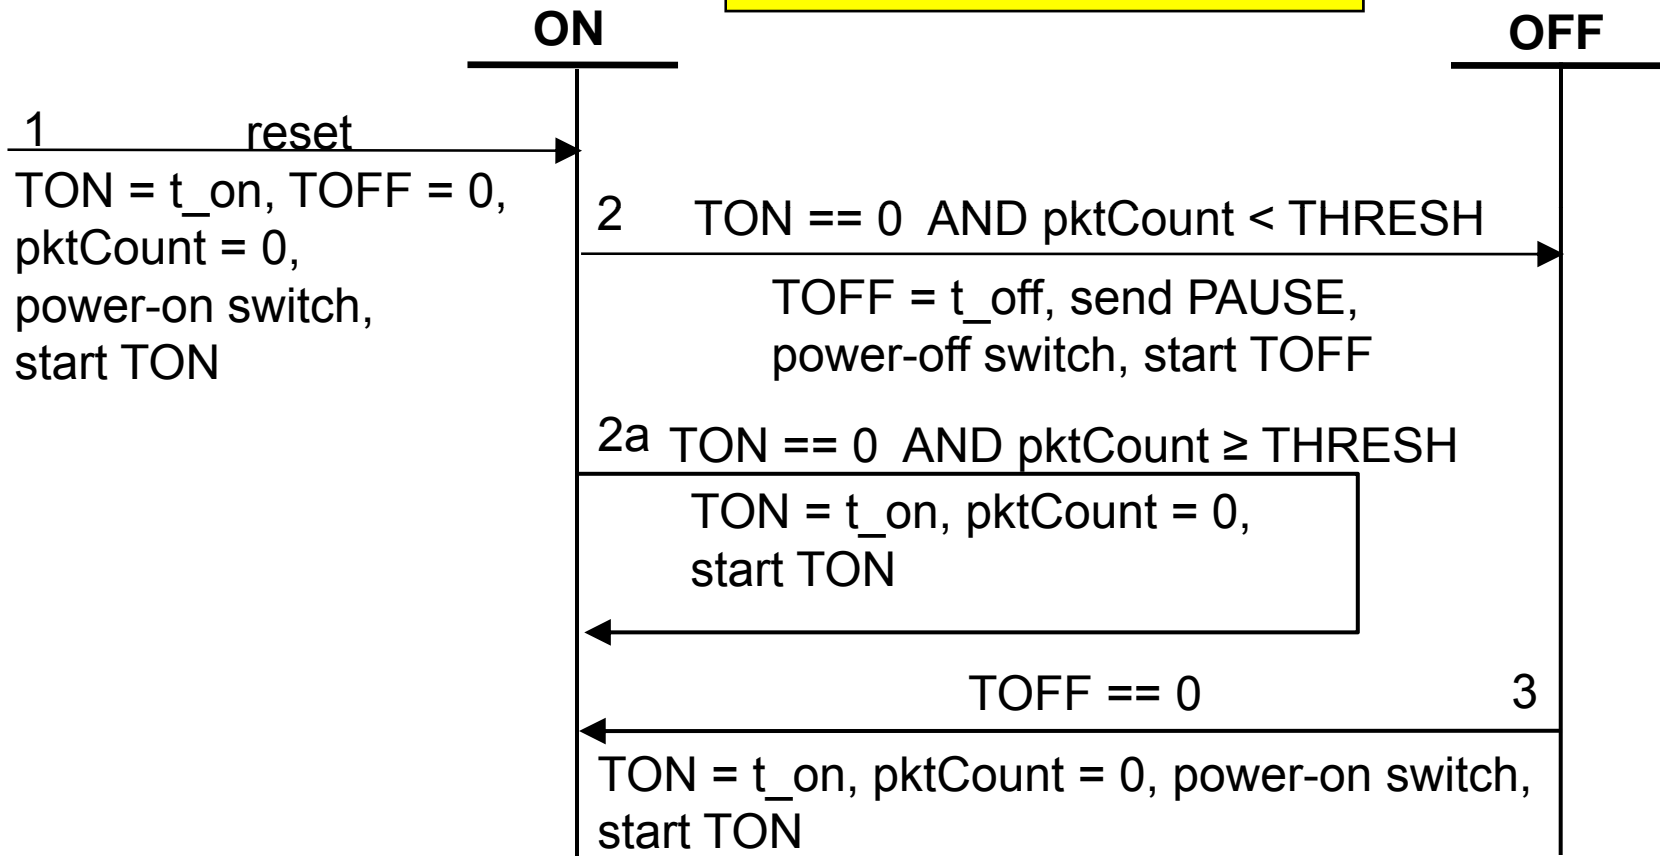 ON
OFF
1 reset
TON = t_on, TOFF = 0,
pktCount = 0,
power-on switch,
start TON
2 TON == 0 AND pktCount < THRESH
TOFF = t_off, send PAUSE,
power-off switch, start TOFF
2a TON == 0 AND pktCount ≥ THRESH
TON = t_on, pktCount = 0,
start TON
TOFF == 0 3
TON = t_on, pktCount = 0, power-on switch,
start TON